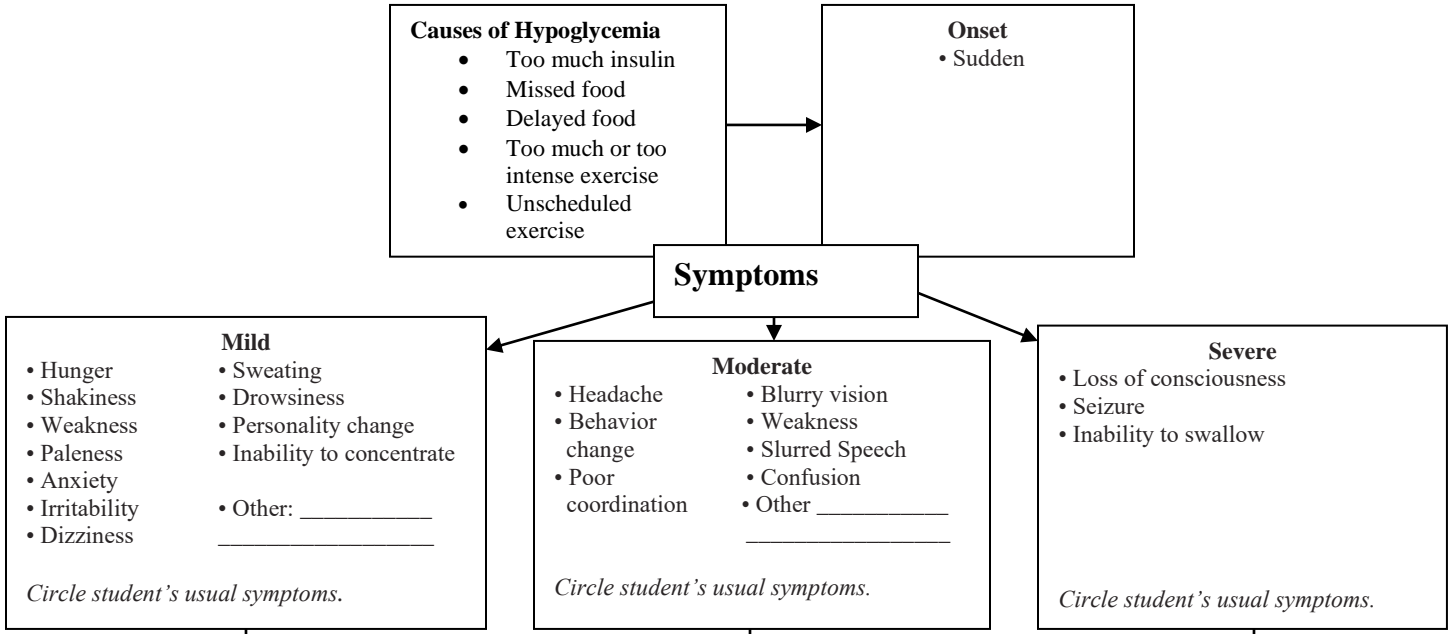 Causes of Hypoglycemia
• Too much insulin
• Missed food
• Delayed food
• Too much or too
intense exercise
• Unscheduled
exercise
Onset
• Sudden
Symptoms
Mild
• Hunger
• Shakiness
• Weakness
• Paleness
• Anxiety
• Irritability
• Dizziness
• Sweating
• Drowsiness
• Personality change
• Inability to concentrate
• Other: ___________
__________________
Circle student’s usual symptoms.
Moderate
• Headache
• Behavior
change
• Poor
coordination
• Blurry vision
• Weakness
• Slurred Speech
• Confusion
• Other ___________
_________________
Circle student’s usual symptoms.
Severe
• Loss of consciousness
• Seizure
• Inability to swallow
Circle student’s usual symptoms.